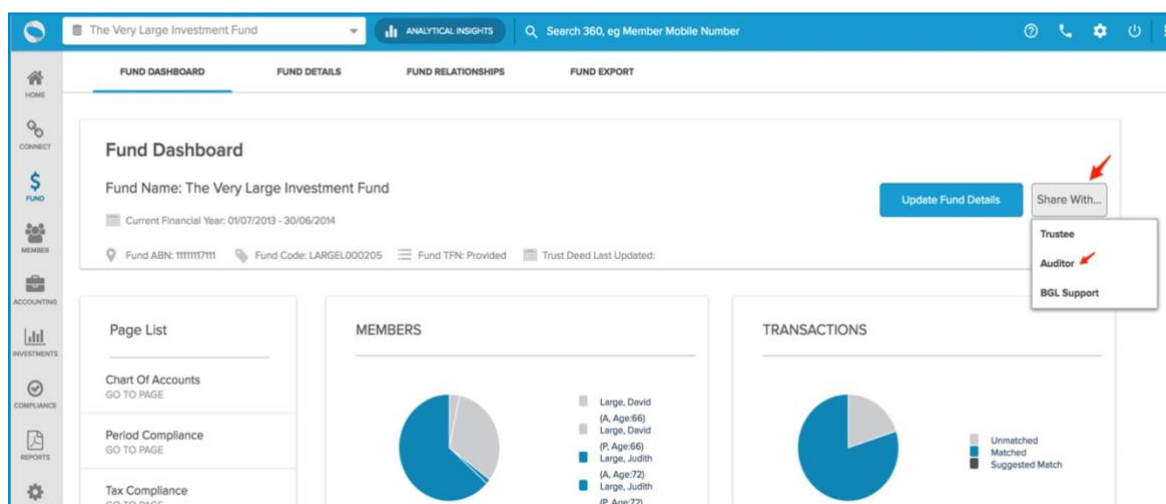 The Very Large Investment Fund
ANALYTICAL INSIGHTS
Search 360, eg Member Mobile Number
HOME
CONNECT
FUND
MEMBER
ACCOUNTING
INVESTMENTS
COMPLIANCE
REPORTS
FUND DASHBOARD FUND DETAILS FUND RELATIONSHIPS FUND EXPORT
Fund Dashboard
Fund Name: The Very Large Investment Fund
Current Financial Year: 01/07/2013 - 30/06/2014
Fund ABN: 11111117111 Fund Code: LARGEL000205 Fund TFN: Provided Trust Deed Last Updated:
Update Fund Details
Share With...
Trustee
Auditor
BGL Support
Page List
Chart Of Accounts
GO TO PAGE
Period Compliance
GO TO PAGE
Tax Compliance
GO TO PAGE
MEMBERS
Large, David
(A, Age:66)
Large, David
(P, Age:66)
Large, Judith
(A, Age:72)
Large, Judith
(P, Age:72)
TRANSACTIONS
Unmatched
Matched
Suggested Match